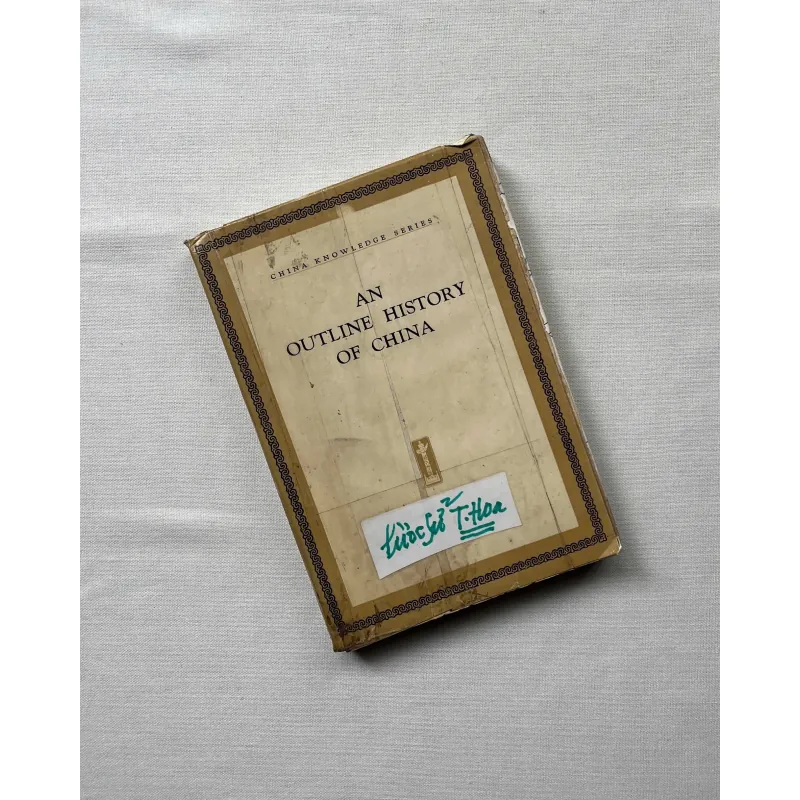 CHINA KNOWLEDGE SERIES
AN
OUTLINE HISTORY
OF CHINA
lược sử T.Hoa